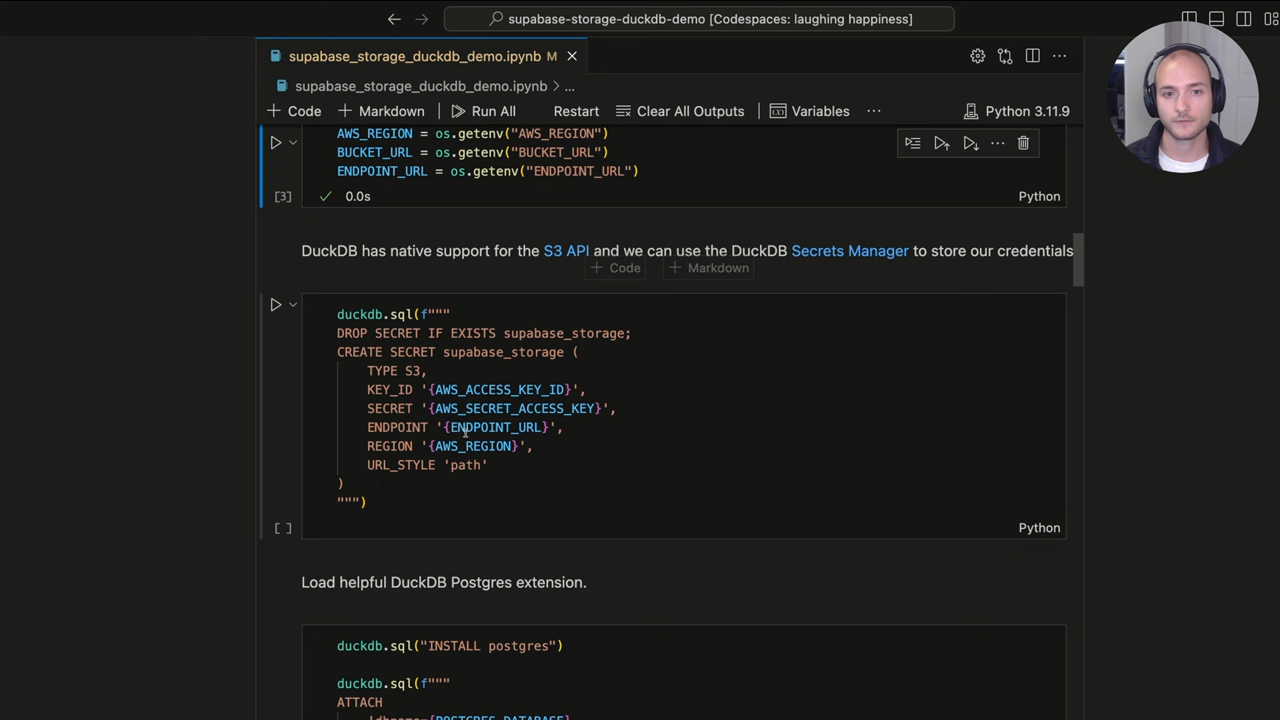 supabase-storage-duckdb-demo [Codespaces: laughing happiness]
supabase_storage_duckdb_demo.ipynb M
supabase_storage_duckdb_demo.ipynb > ...
+ Code + Markdown Run All Restart Clear All Outputs Variables ... Python 3.11.9
AWS_REGION = os.getenv("AWS_REGION")
BUCKET_URL = os.getenv("BUCKET_URL")
ENDPOINT_URL = os.getenv("ENDPOINT_URL")
[3] 0.0s Python
DuckDB has native support for the S3 API and we can use the DuckDB Secrets Manager to store our credentials
+ Code + Markdown
duckdb.sql(f"""
DROP SECRET IF EXISTS supabase_storage;
CREATE SECRET supabase_storage (
TYPE S3,
KEY_ID '{AWS_ACCESS_KEY_ID}',
SECRET '{AWS_SECRET_ACCESS_KEY}',
ENDPOINT '{ENDPOINT_URL}',
REGION '{AWS_REGION}',
URL_STYLE 'path'
)
""")
[ ] Python
Load helpful DuckDB Postgres extension.
duckdb.sql("INSTALL postgres")
duckdb.sql(f"""
ATTACH
'dbname={POSTGRES_DATABASE}